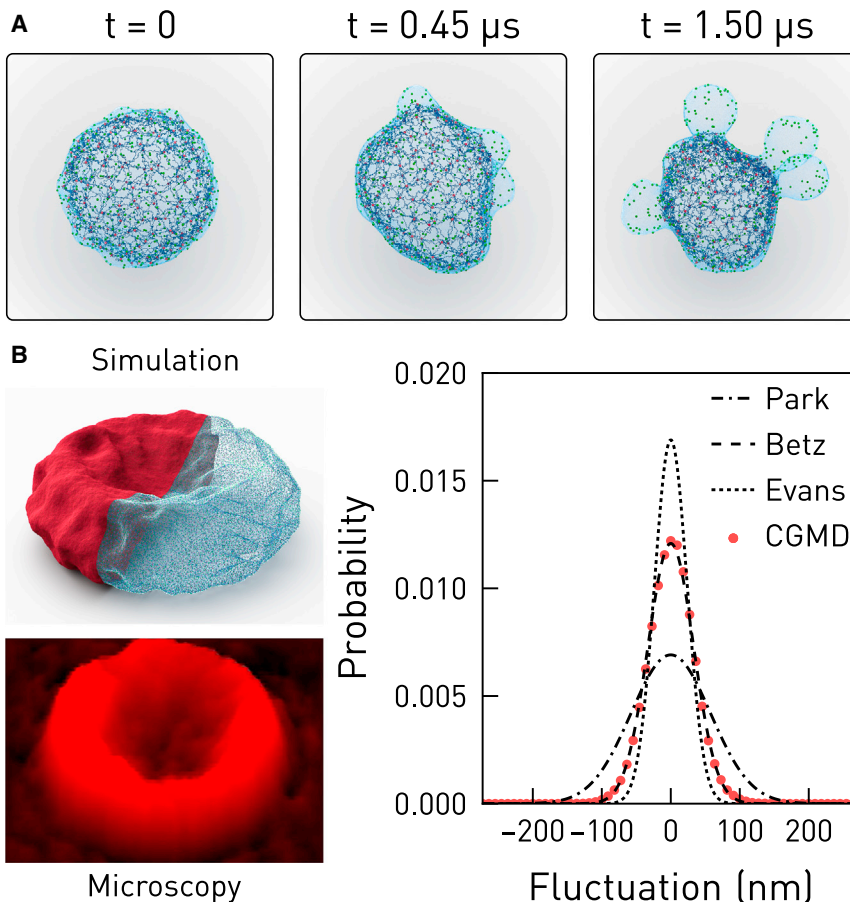 A
t = 0
t = 0.45 µs
t = 1.50 µs
B
Simulation
Microscopy
0.020
0.015
0.010
0.005
0.000
Probability
Park
Betz
Evans
CGMD
−200 −100 0 100 200
Fluctuation (nm)